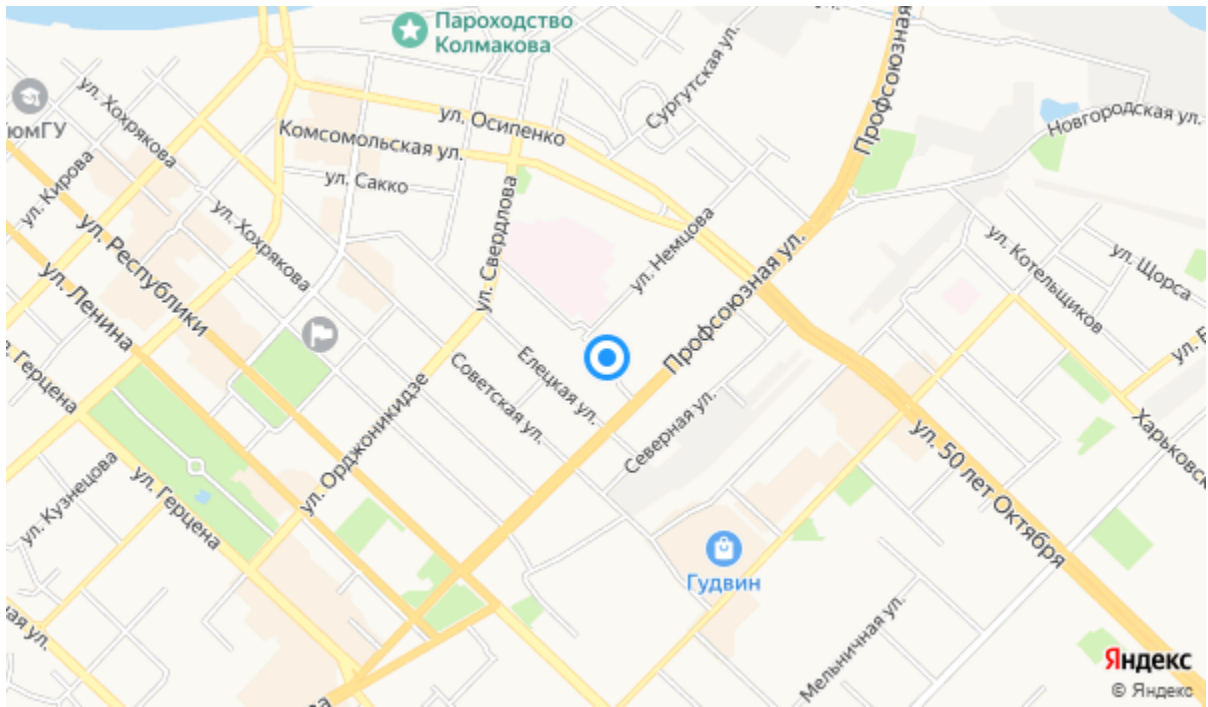 Пароходство
Колмакова
Профсоюзная
Сургутская ул.
ул. Хохрякова
юмГУ
ул. Осипенко
Новгородская ул.
Комсомольская ул.
ул. Сакко
ул. Кирова
ул. Свердлова
ул. Республики
ул. Хохрякова
ул. Немцова
ул. Котельщиков
ул. Щорса
Профсоюзная ул.
ул. Ленина
ул. Е
Герцена
Елецкая ул.
Советская ул.
ул. Орджоникидзе
Северная ул.
ул. 50 лет Октября
Харьковск
ул. Кузнецова
ул. Герцена
Гудвин
Мельничная ул.
ная ул.
ва
Яндекс
© Яндекс